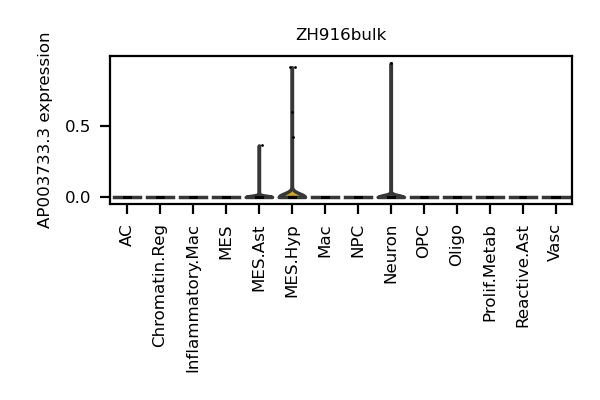 ZH916bulk
AP003733.3 expression
0.5
0.0
AC
Chromatin.Reg
Inflammatory.Mac
MES
MES.Ast
MES.Hyp
Mac
NPC
Neuron
OPC
Oligo
Prolif.Metab
Reactive.Ast
Vasc